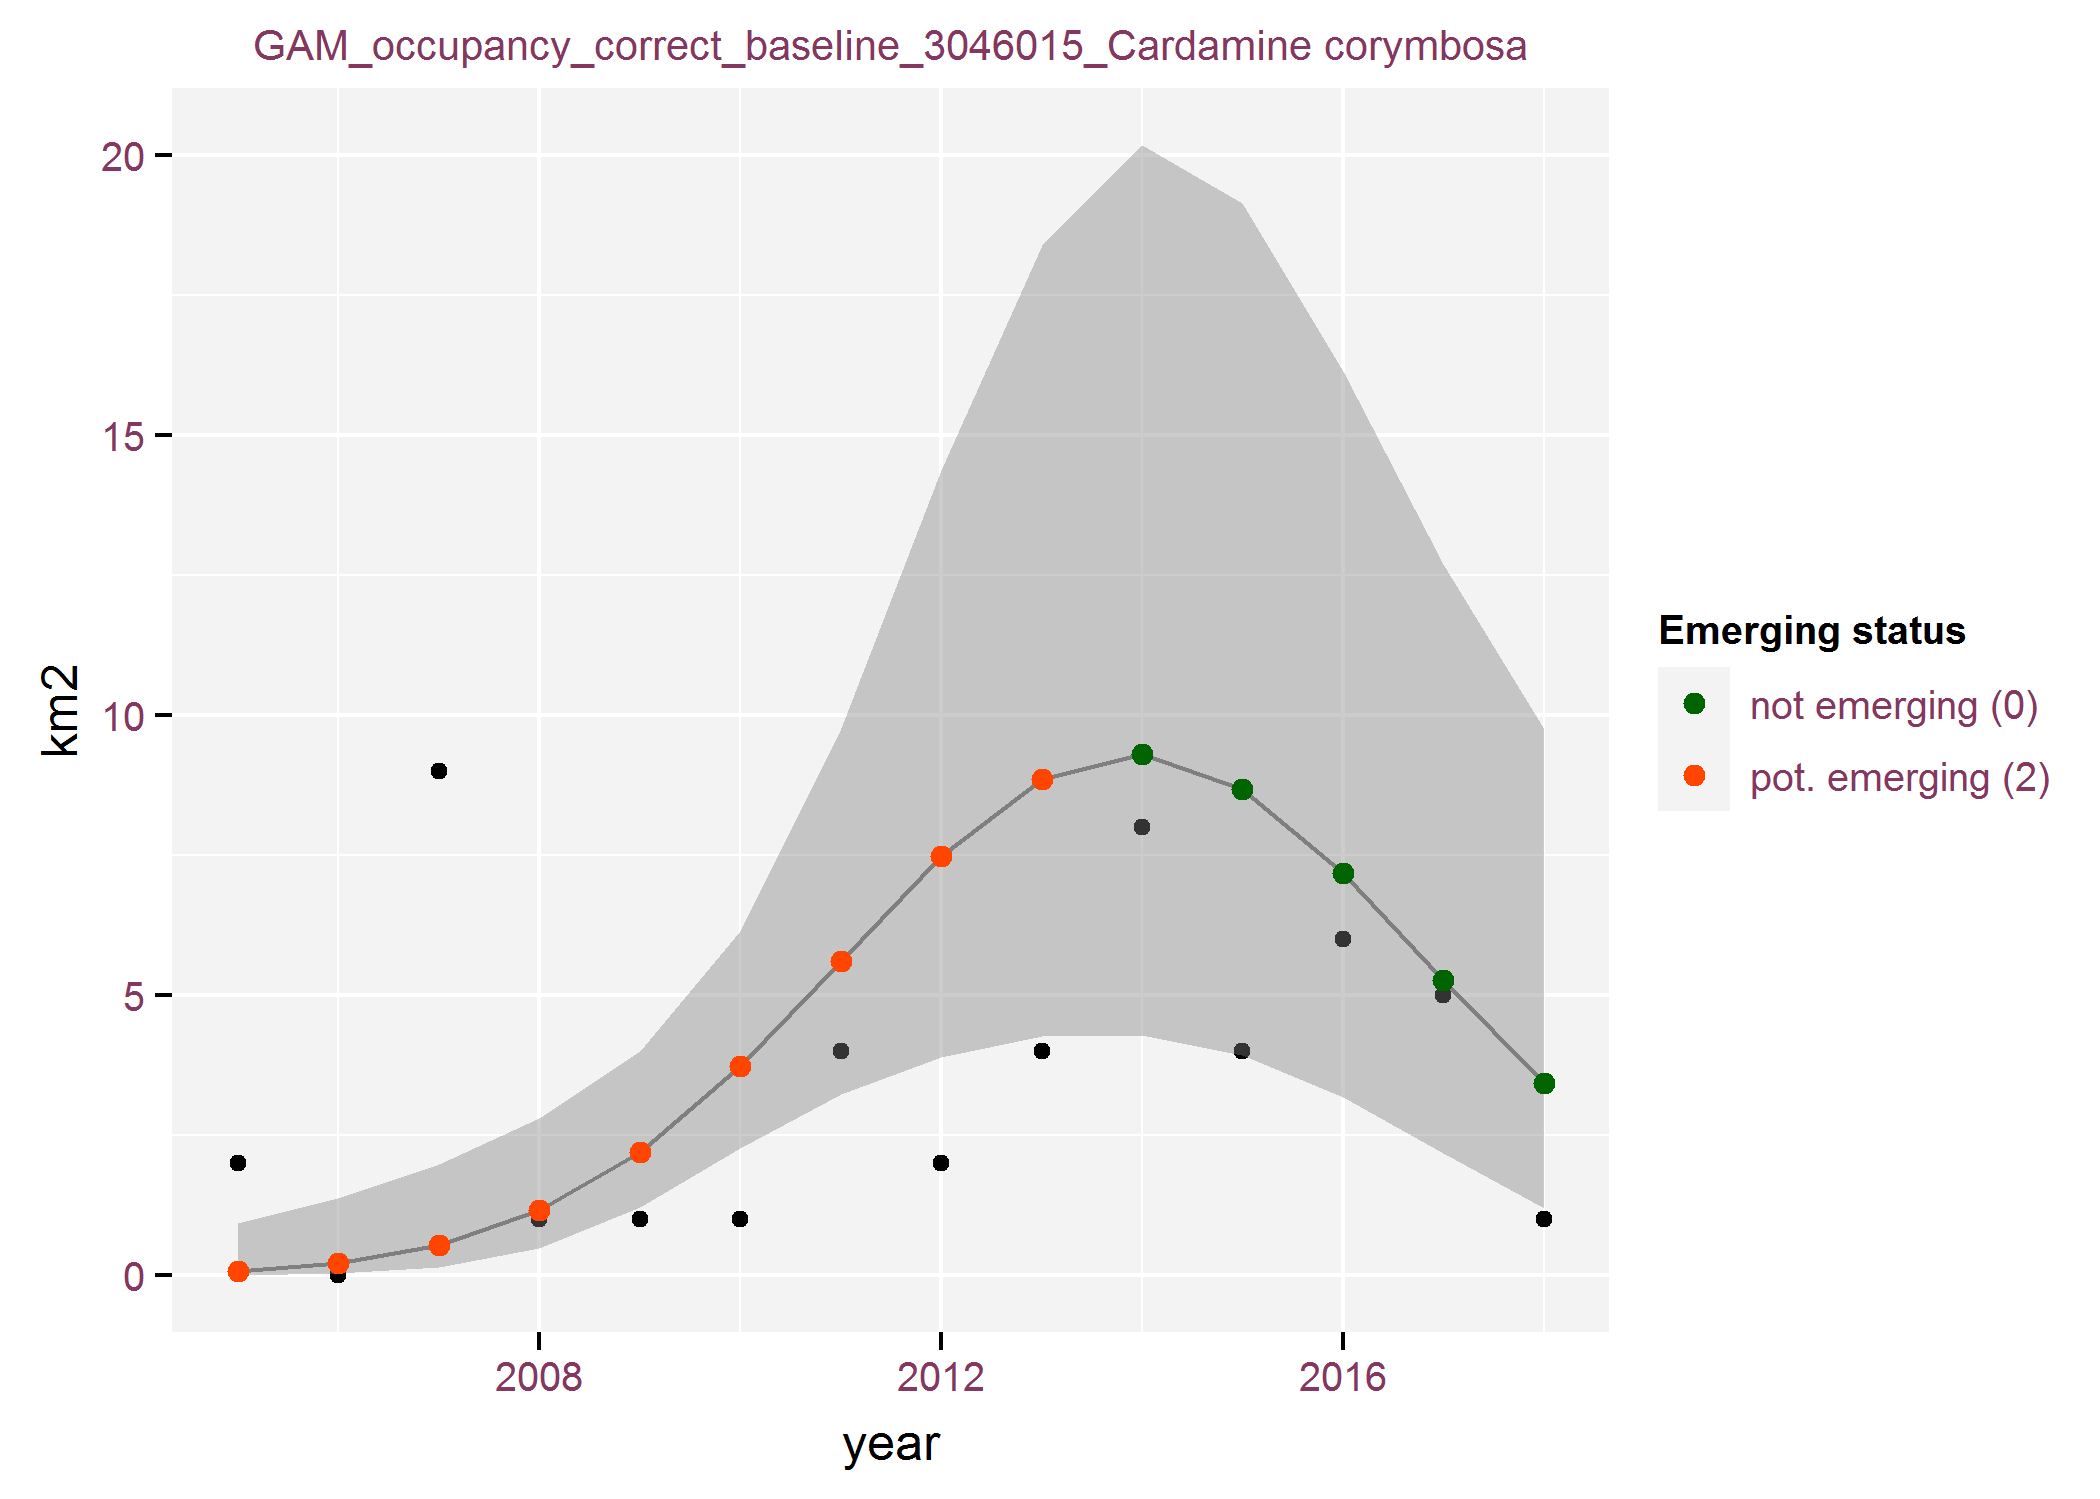 GAM_occupancy_correct_baseline_3046015_Cardamine corymbosa
20
15
10
5
0
km2
2008 2012 2016
year
Emerging status
not emerging (0)
pot. emerging (2)